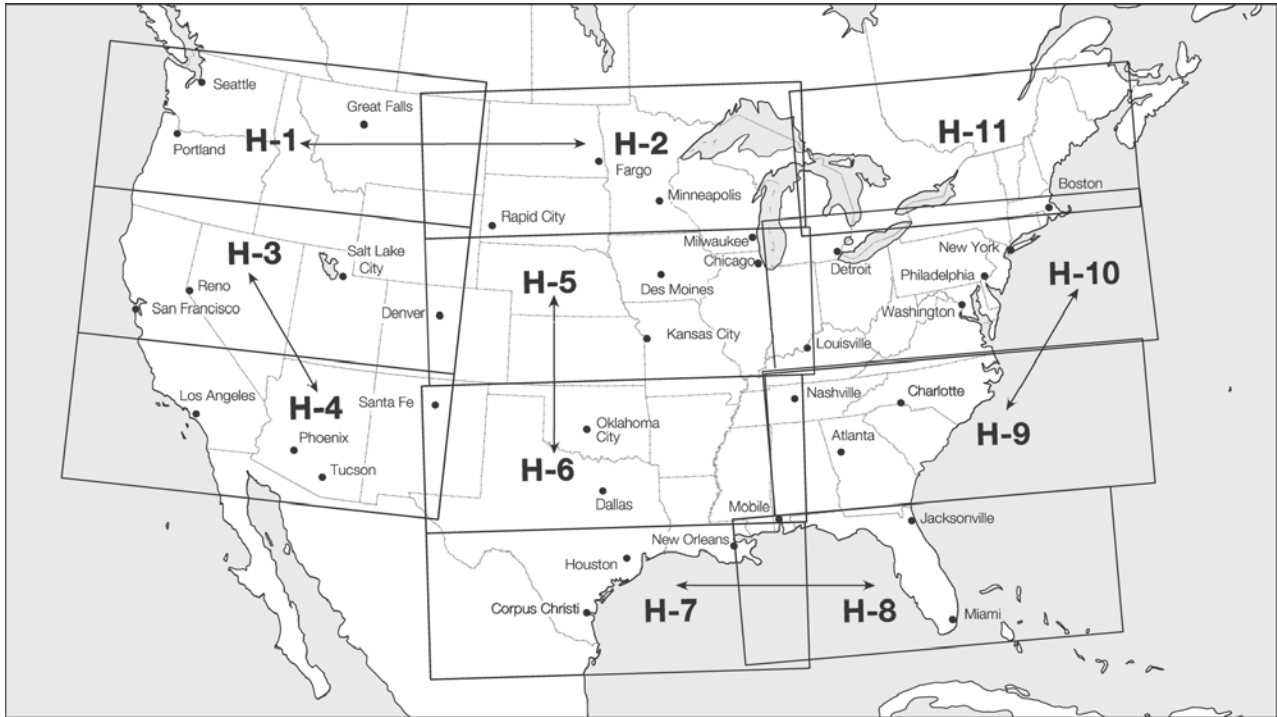 Seattle
Great Falls
Portland
H-1
H-2
Fargo
H-11
Minneapolis
Boston
Rapid City
Milwaukee
Chicago
New York
H-3
Salt Lake
City
Detroit
Philadelphia
H-10
Reno
San Francisco
H-5
Des Moines
Denver
Washington
Kansas City
Louisville
Los Angeles
Santa Fe
H-4
Nashville
Charlotte
Oklahoma
City
Atlanta
H-9
Phoenix
Tucson
H-6
Dallas
Mobile
Jacksonville
New Orleans
Houston
Corpus Christi
H-7
H-8
Miami